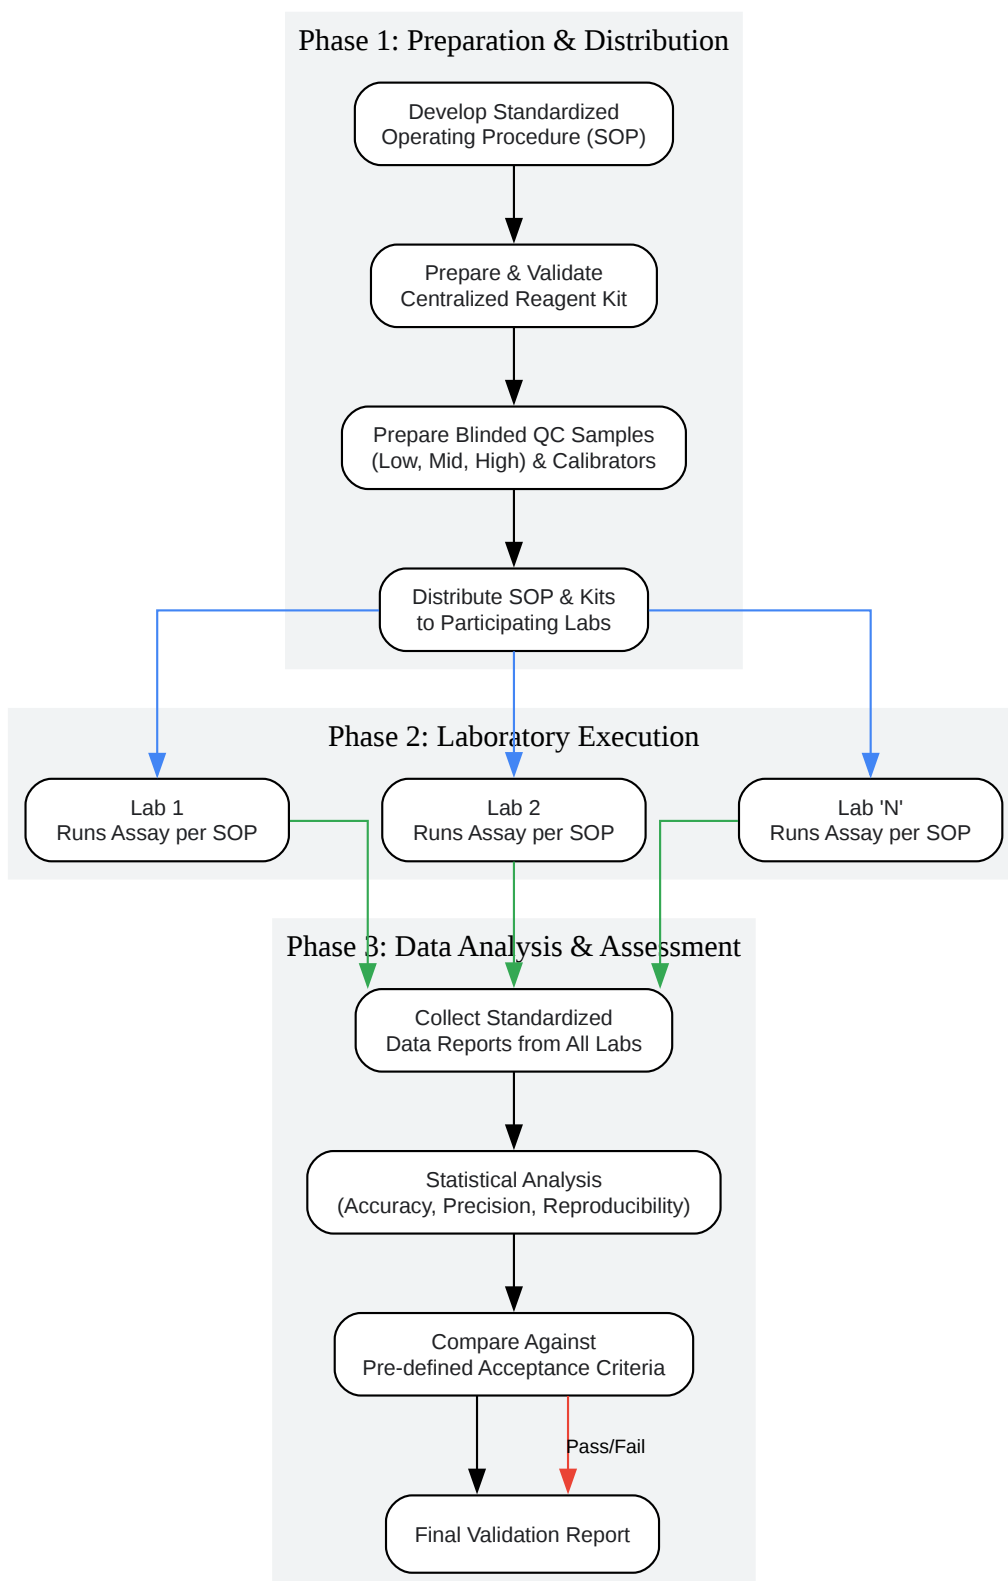 Phase 1: Preparation & Distribution
Develop Standardized
Operating Procedure (SOP)
Prepare & Validate
Centralized Reagent Kit
Prepare Blinded QC Samples
(Low, Mid, High) & Calibrators
Distribute SOP & Kits
to Participating Labs
Phase 2: Laboratory Execution
Lab 1
Runs Assay per SOP
Lab 2
Runs Assay per SOP
Lab 'N'
Runs Assay per SOP
Phase 3: Data Analysis & Assessment
Collect Standardized
Data Reports from All Labs
Statistical Analysis
(Accuracy, Precision, Reproducibility)
Compare Against
Pre-defined Acceptance Criteria
Pass/Fail
Final Validation Report